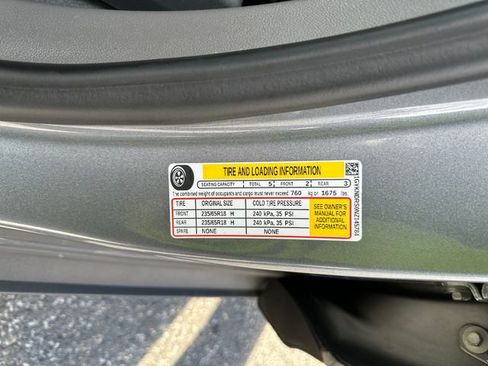 TIRE AND LOADING INFORMATION
SEATING CAPACITY TOTAL 5 FRONT 2 REAR 3
The combined weight of occupants and cargo must never exceed 760 kg or 1675 lbs.
TIRE ORIGINAL SIZE COLD TIRE PRESSURE
FRONT 235/65R18 H 240 kPa, 35 PSI
REAR 235/65R18 H 240 kPa, 35 PSI
SPARE NONE NONE
SEE OWNER'S
MANUAL FOR
ADDITIONAL
INFORMATION